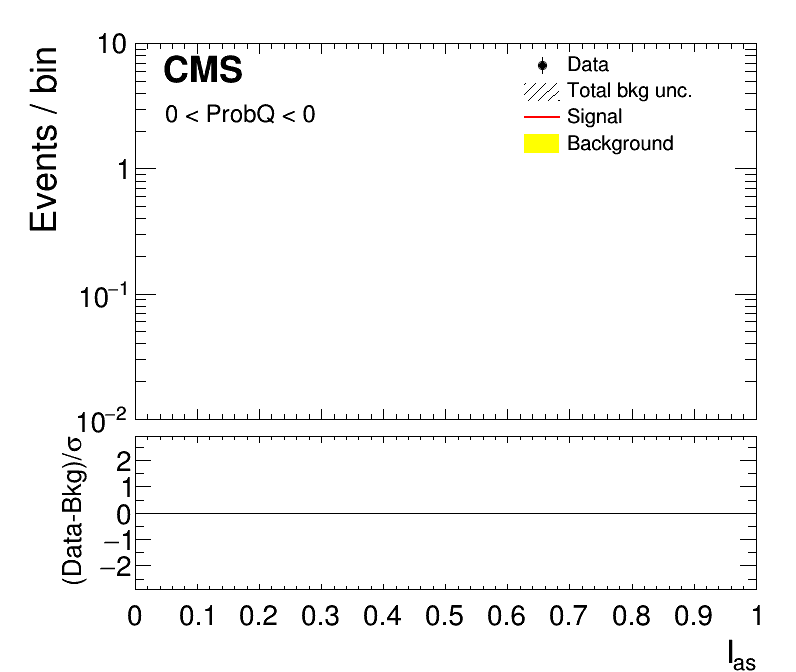 Events / bin
10
1
10⁻¹
10⁻²
CMS
0 < ProbQ < 0
Data
Total bkg unc.
Signal
Background
(Data-Bkg)/σ
2
1
0
−1
−2
0 0.1 0.2 0.3 0.4 0.5 0.6 0.7 0.8 0.9 1
I_as